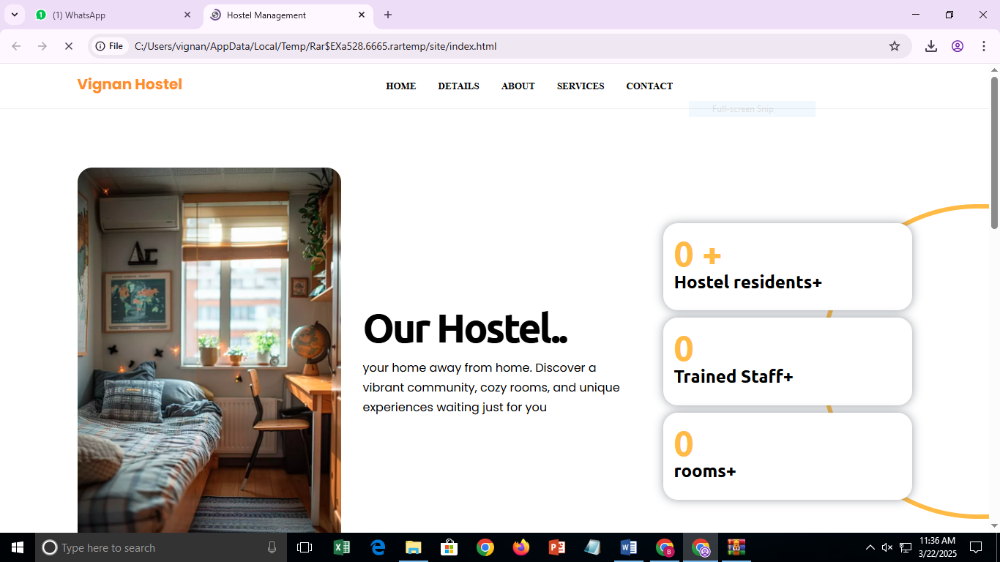 (1) WhatsApp
Hostel Management
File
C:/Users/vignan/AppData/Local/Temp/Rar$EXa528.6665.rartemp/site/index.html
Vignan Hostel
HOME
DETAILS
ABOUT
SERVICES
CONTACT
Full-screen Snip
Our Hostel..
your home away from home. Discover a
vibrant community, cozy rooms, and unique
experiences waiting just for you
0 +
Hostel residents+
0
Trained Staff+
0
rooms+
Type here to search
11:36 AM
3/22/2025